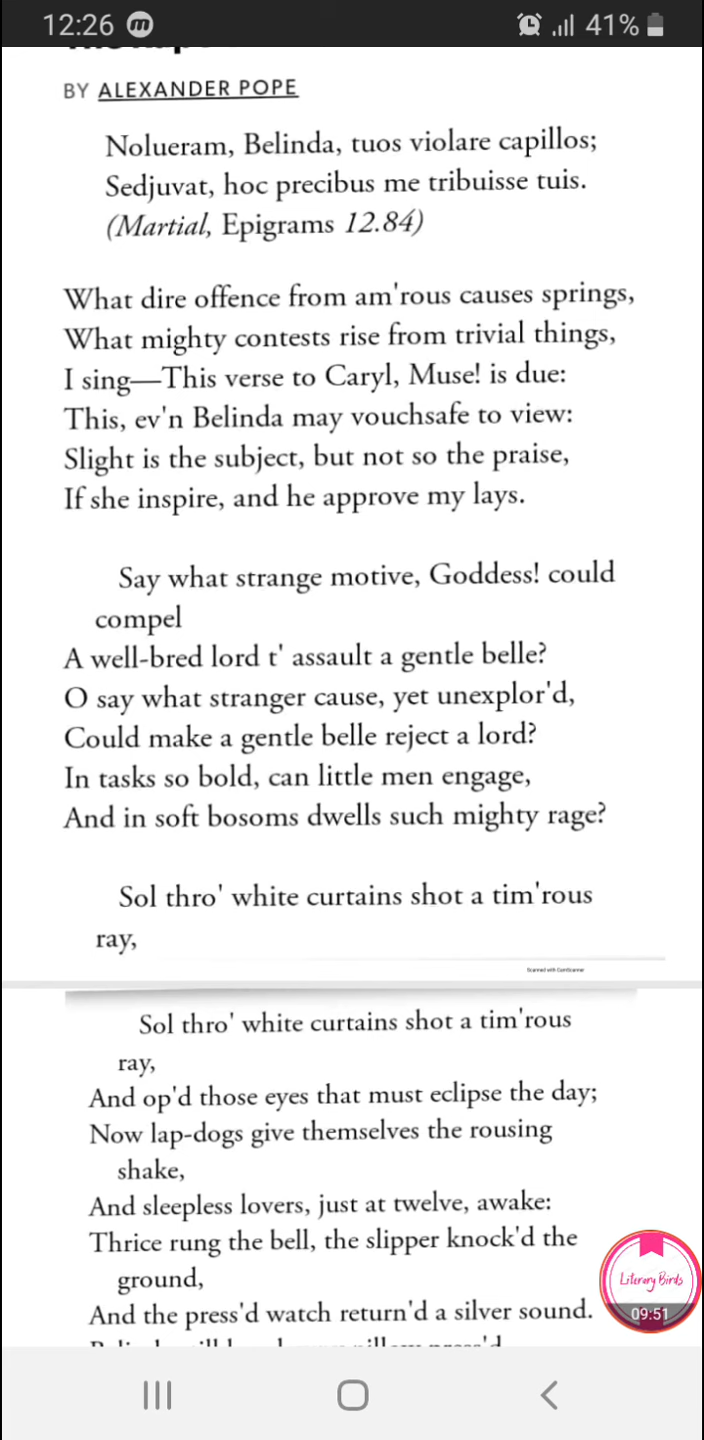 12:26 m 41%
BY ALEXANDER POPE
Nolueram, Belinda, tuos violare capillos;
Sedjuvat, hoc precibus me tribuisse tuis.
(Martial, Epigrams 12.84)
What dire offence from am'rous causes springs,
What mighty contests rise from trivial things,
I sing—This verse to Caryl, Muse! is due:
This, ev'n Belinda may vouchsafe to view:
Slight is the subject, but not so the praise,
If she inspire, and he approve my lays.
Say what strange motive, Goddess! could
compel
A well-bred lord t' assault a gentle belle?
O say what stranger cause, yet unexplor'd,
Could make a gentle belle reject a lord?
In tasks so bold, can little men engage,
And in soft bosoms dwells such mighty rage?
Sol thro' white curtains shot a tim'rous
ray,
Scanned with CamScanner
Sol thro' white curtains shot a tim'rous
ray,
And op'd those eyes that must eclipse the day;
Now lap-dogs give themselves the rousing
shake,
And sleepless lovers, just at twelve, awake:
Thrice rung the bell, the slipper knock'd the
ground,
And the press'd watch return'd a silver sound.
Literary Birds
09:51